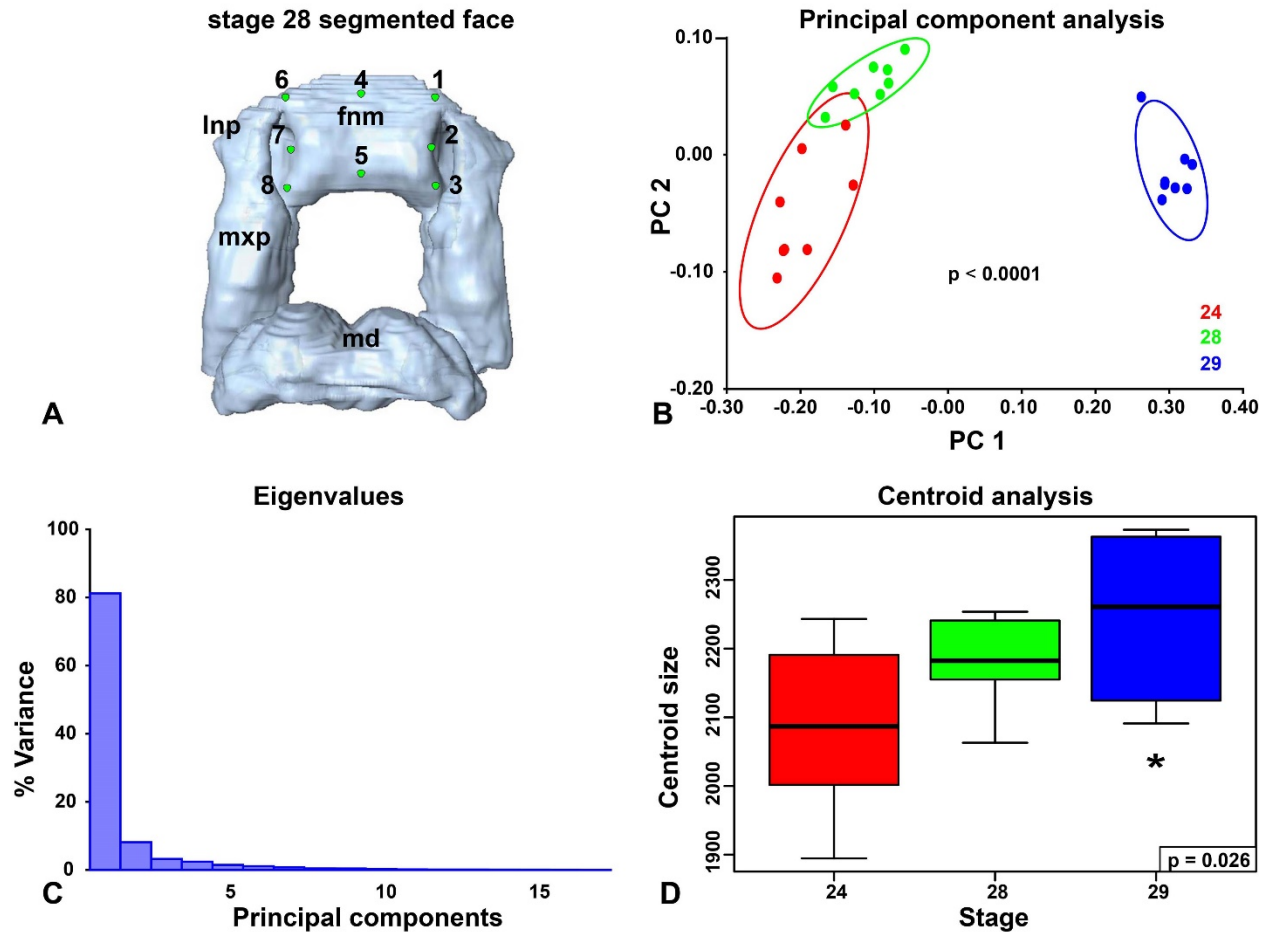 stage 28 segmented face
6 4 1
lnp fnm
7 2
5
8 3
mxp
md
A
Principal component analysis
0.10
0.00
-0.10
-0.20
PC 2
p < 0.0001
24
28
29
-0.30 -0.20 -0.10 -0.00 0.10 0.20 0.30 0.40
PC 1
B
Eigenvalues
100
80
60
40
20
0
% Variance
5 10 15
Principal components
C
Centroid analysis
2300
2200
2100
2000
1900
Centroid size
*
p = 0.026
24 28 29
Stage
D